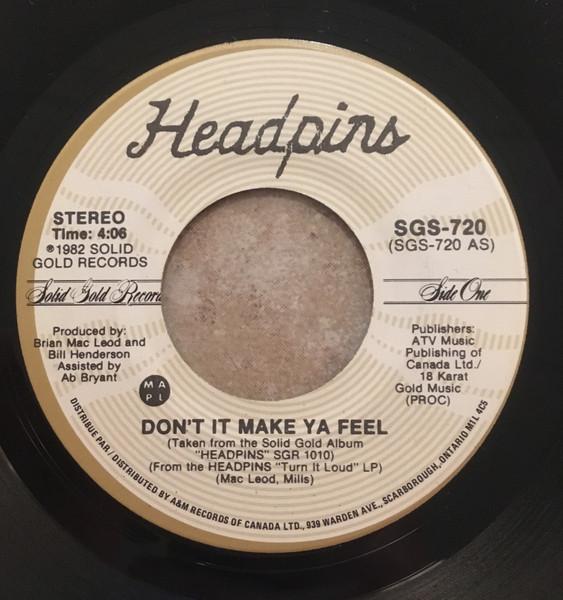 Headpins
STEREO
Time: 4:06
℗1982 SOLID
GOLD RECORDS
SGS-720
(SGS-720 AS)
Solid Gold Record
Side One
Produced by:
Brian Mac Leod and
Bill Henderson
Assisted by
Ab Bryant
Publishers:
ATV Music
Publishing of
Canada Ltd./
18 Karat
Gold Music
(PROC)
M A
P L
DON'T IT MAKE YA FEEL
(Taken from the Solid Gold Album
"HEADPINS" SGR 1010)
(From the HEADPINS "Turn It Loud" LP)
(Mac Leod, Mills)
DISTRIBUE PAR / DISTRIBUTED BY A&M RECORDS OF CANADA LTD., 939 WARDEN AVE., SCARBOROUGH, ONTARIO M1L 4C5